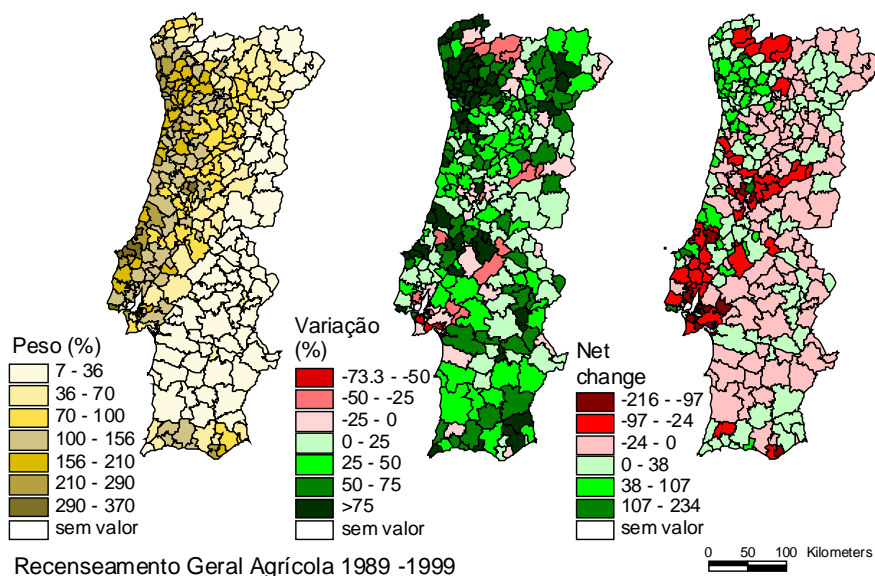 Peso (%)
7 - 36
36 - 70
70 - 100
100 - 156
156 - 210
210 - 290
290 - 370
sem valor
Variação
(%)
-73.3 - -50
-50 - -25
-25 - 0
0 - 25
25 - 50
50 - 75
>75
sem valor
Net
change
-216 - -97
-97 - -24
-24 - 0
0 - 38
38 - 107
107 - 234
sem valor
0 50 100 Kilometers
Recenseamento Geral Agrícola 1989 -1999